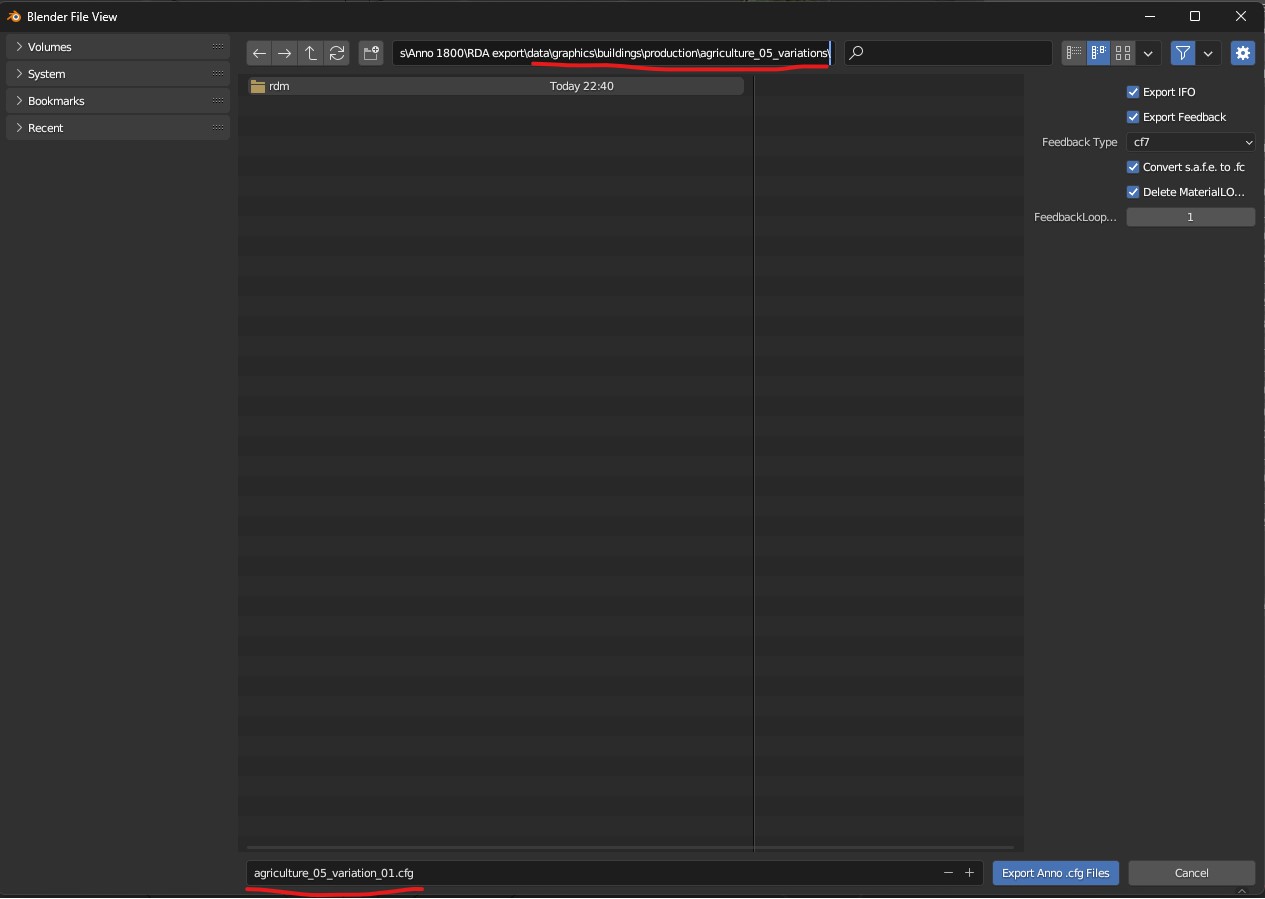 Blender File View
Volumes
System
Bookmarks
Recent
s\Anno 1800\RDA export\data\graphics\buildings\production\agriculture_05_variations\
rdm Today 22:40
Export IFO
Export Feedback
Feedback Type cf7
Convert s.a.f.e. to .fc
Delete MaterialLO...
FeedbackLoop... 1
agriculture_05_variation_01.cfg
Export Anno .cfg Files
Cancel